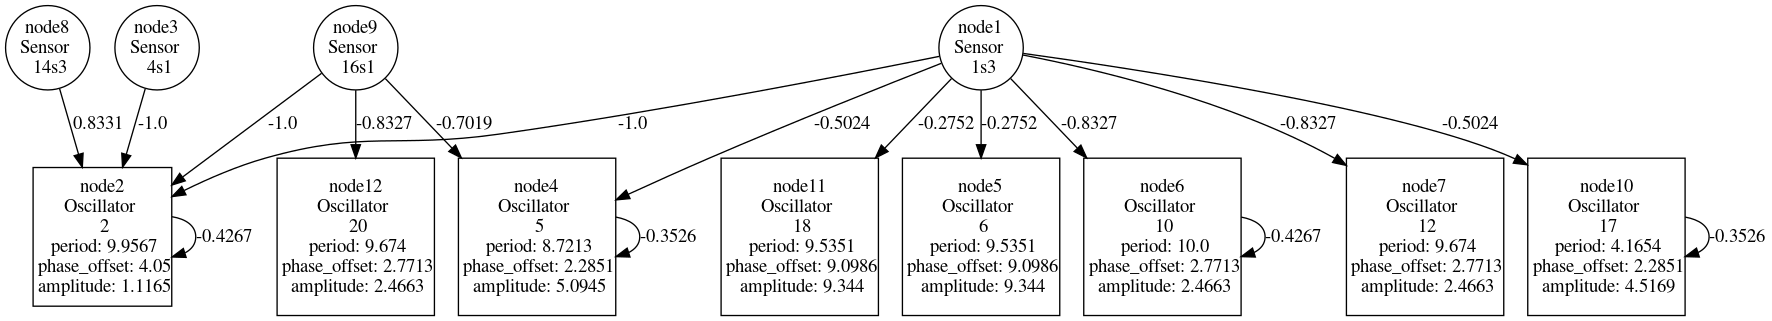 node8
Sensor
14s3
node3
Sensor
4s1
node9
Sensor
16s1
node1
Sensor
1s3
0.8331
-1.0
-1.0
-0.8327
-0.7019
-1.0
-0.5024
-0.2752
-0.2752
-0.8327
-0.8327
-0.5024
node2
Oscillator
2
period: 9.9567
phase_offset: 4.05
amplitude: 1.1165
-0.4267
node12
Oscillator
20
period: 9.674
phase_offset: 2.7713
amplitude: 2.4663
node4
Oscillator
5
period: 8.7213
phase_offset: 2.2851
amplitude: 5.0945
-0.3526
node11
Oscillator
18
period: 9.5351
phase_offset: 9.0986
amplitude: 9.344
node5
Oscillator
6
period: 9.5351
phase_offset: 9.0986
amplitude: 9.344
node6
Oscillator
10
period: 10.0
phase_offset: 2.7713
amplitude: 2.4663
-0.4267
node7
Oscillator
12
period: 9.674
phase_offset: 2.7713
amplitude: 2.4663
node10
Oscillator
17
period: 4.1654
phase_offset: 2.2851
amplitude: 4.5169
-0.3526